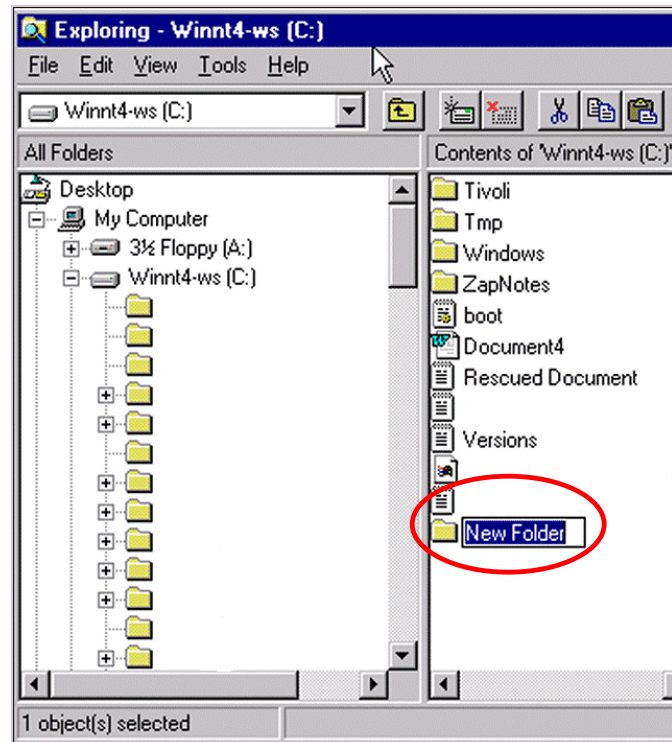 Exploring - Winnt4-ws (C:)
File Edit View Tools Help
Winnt4-ws (C:)
All Folders
Contents of 'Winnt4-ws (C:)'
Desktop
My Computer
3½ Floppy (A:)
Winnt4-ws (C:)
Tivoli
Tmp
Windows
ZapNotes
boot
Document4
Rescued Document
Versions
New Folder
1 object(s) selected